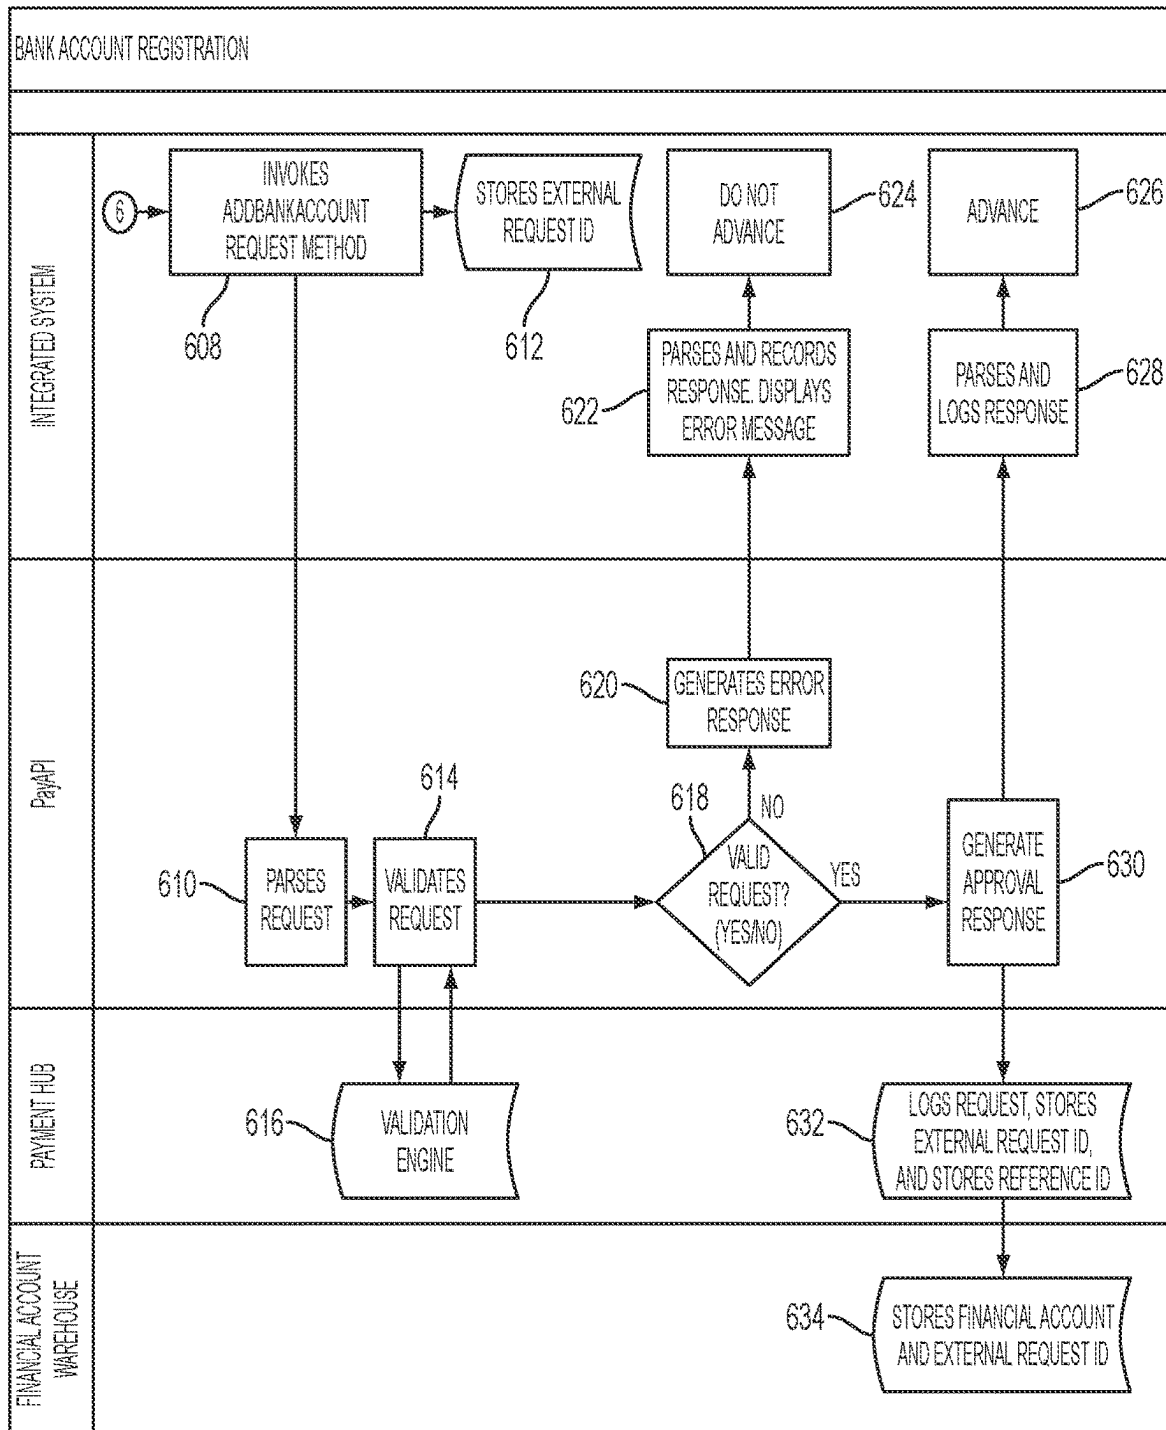 BANK ACCOUNT REGISTRATION
INTEGRATED SYSTEM
6
INVOKES
ADDBANKACCOUNT
REQUEST METHOD
608
STORES EXTERNAL
REQUEST ID
612
DO NOT
ADVANCE
624
ADVANCE
626
PARSES AND RECORDS
RESPONSE. DISPLAYS
ERROR MESSAGE
622
PARSES AND
LOGS RESPONSE
628
PayAPI
620
GENERATES ERROR
RESPONSE
610
PARSES
REQUEST
614
VALIDATES
REQUEST
618
NO
VALID
REQUEST?
(YES/NO)
YES
GENERATE
APPROVAL
RESPONSE
630
PAYMENT HUB
616
VALIDATION
ENGINE
632
LOGS REQUEST, STORES
EXTERNAL REQUEST ID,
AND STORES REFERENCE ID
FINANCIAL ACCOUNT
WAREHOUSE
634
STORES FINANCIAL ACCOUNT
AND EXTERNAL REQUEST ID